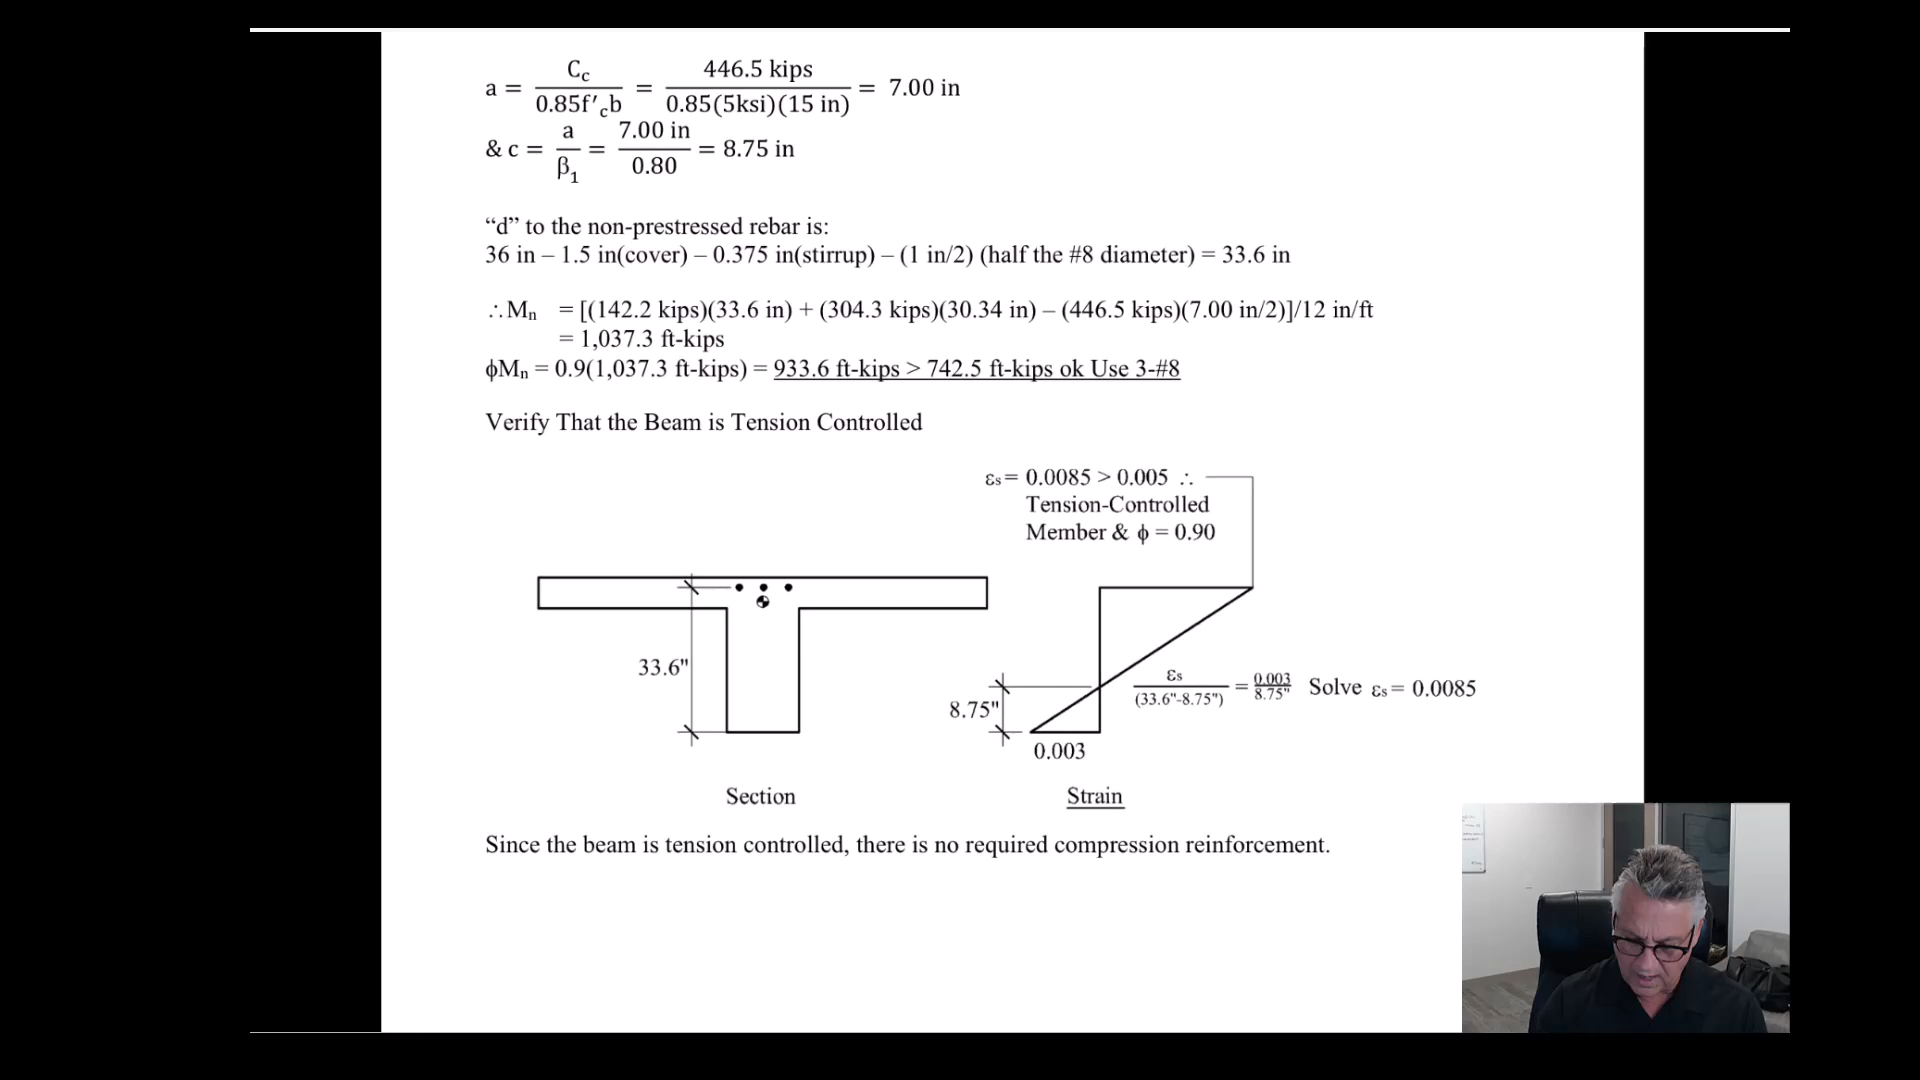 a = C_c / 0.85f′_c b = 446.5 kips / 0.85(5ksi)(15 in) = 7.00 in
& c = a / β₁ = 7.00 in / 0.80 = 8.75 in
“d” to the non-prestressed rebar is:
36 in – 1.5 in(cover) – 0.375 in(stirrup) – (1 in/2) (half the #8 diameter) = 33.6 in
∴Mn = [(142.2 kips)(33.6 in) + (304.3 kips)(30.34 in) – (446.5 kips)(7.00 in/2)]/12 in/ft
= 1,037.3 ft-kips
ϕMn = 0.9(1,037.3 ft-kips) = 933.6 ft-kips > 742.5 ft-kips ok Use 3-#8
Verify That the Beam is Tension Controlled
εs = 0.0085 > 0.005 ∴
Tension-Controlled
Member & ϕ = 0.90
33.6"
8.75"
εs / (33.6"-8.75") = 0.003 / 8.75" Solve εs = 0.0085
0.003
Section
Strain
Since the beam is tension controlled, there is no required compression reinforcement.